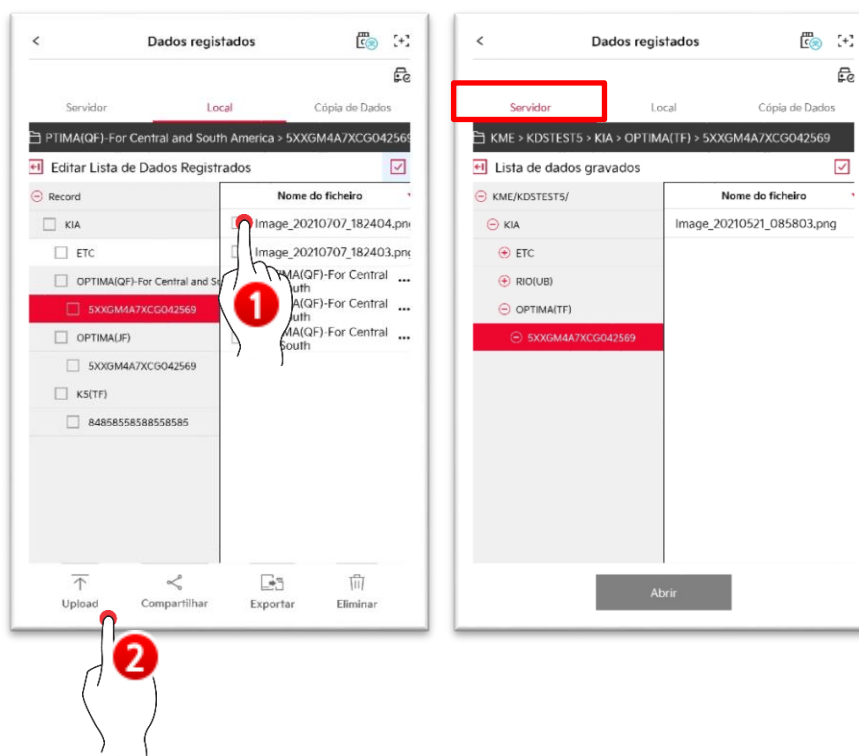 Dados registados
Servidor
Local
Cópia de Dados
PTIMA(QF)-For Central and South America > 5XXGM4A7XCG042569
Editar Lista de Dados Registrados
Record
Nome do ficheiro
KIA
Image_20210707_182404.pn
ETC
Image_20210707_182403.pn
OPTIMA(QF)-For Central and So
MA(QF)-For Central
...
uth
5XXGM4A7XCG042569
1
MA(QF)-For Central
...
uth
OPTIMA(JF)
MA(QF)-For Central
...
South
5XXGM4A7XCG042569
K5(TF)
84858558588558585
Upload
Compartilhar
Exportar
Eliminar
2
Dados registados
Servidor
Local
Cópia de Dados
KME > KDSTEST5 > KIA > OPTIMA(TF) > 5XXGM4A7XCG042569
Lista de dados gravados
KME/KDSTEST5/
Nome do ficheiro
KIA
Image_20210521_085803.png
ETC
RIO(UB)
OPTIMA(TF)
5XXGM4A7XCG042569
Abrir